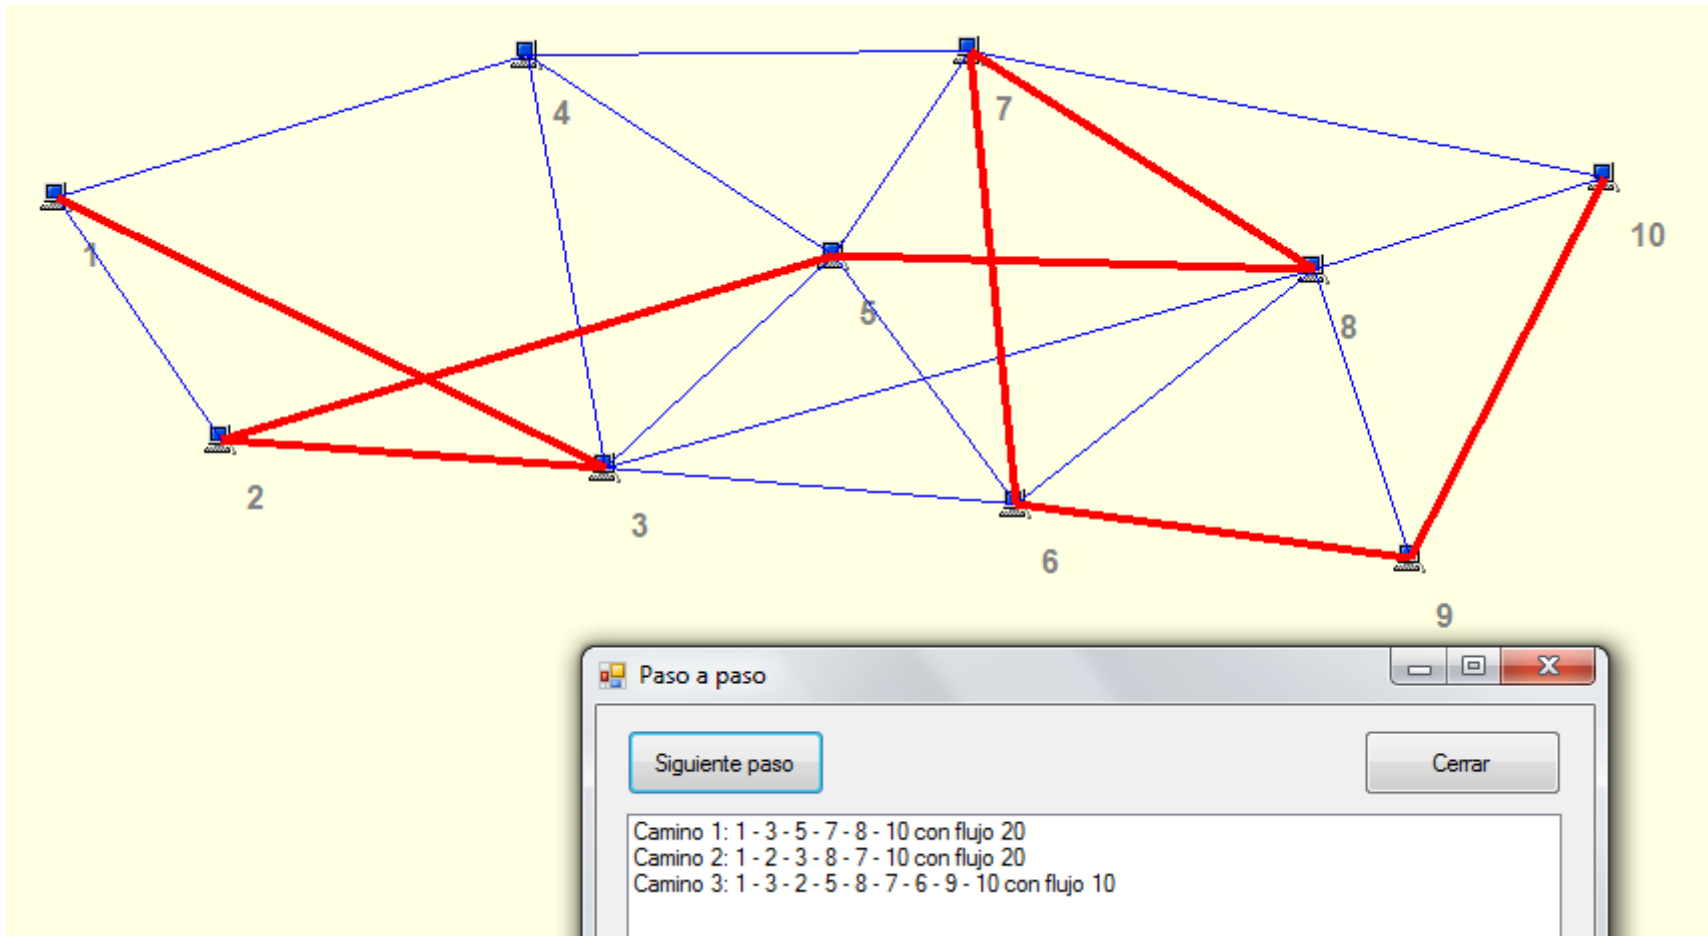 4
7
1
10
5
8
2
3
6
9
Paso a paso
Siguiente paso
Cerrar
Camino 1: 1 - 3 - 5 - 7 - 8 - 10 con flujo 20
Camino 2: 1 - 2 - 3 - 8 - 7 - 10 con flujo 20
Camino 3: 1 - 3 - 2 - 5 - 8 - 7 - 6 - 9 - 10 con flujo 10